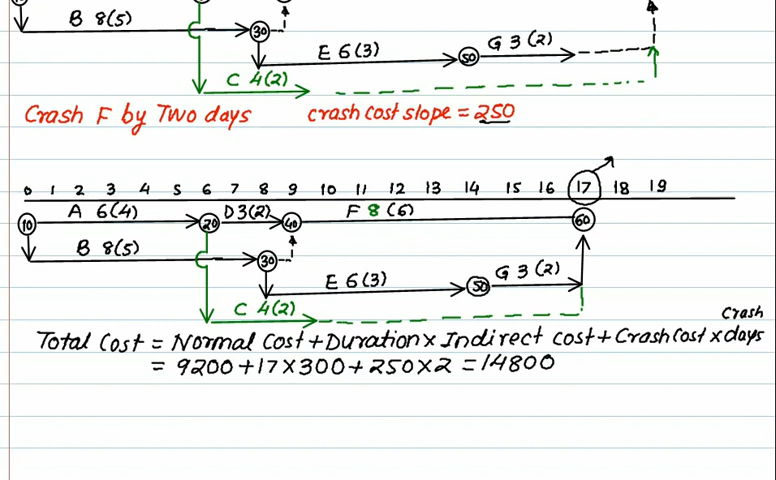 B 8(5) 30
E 6(3) 50 G 3(2)
C 4(2)
Crash F by Two days crash cost slope = 250
0 1 2 3 4 5 6 7 8 9 10 11 12 13 14 15 16 17 18 19
10 A 6(4) 20 D 3(2) 40 F 8(6) 60
B 8(5) 30
E 6(3) 50 G 3(2)
C 4(2)
Crash
Total Cost = Normal Cost + Duration x Indirect cost + Crash Cost x days
= 9200 + 17 x 300 + 250 x 2 = 14800